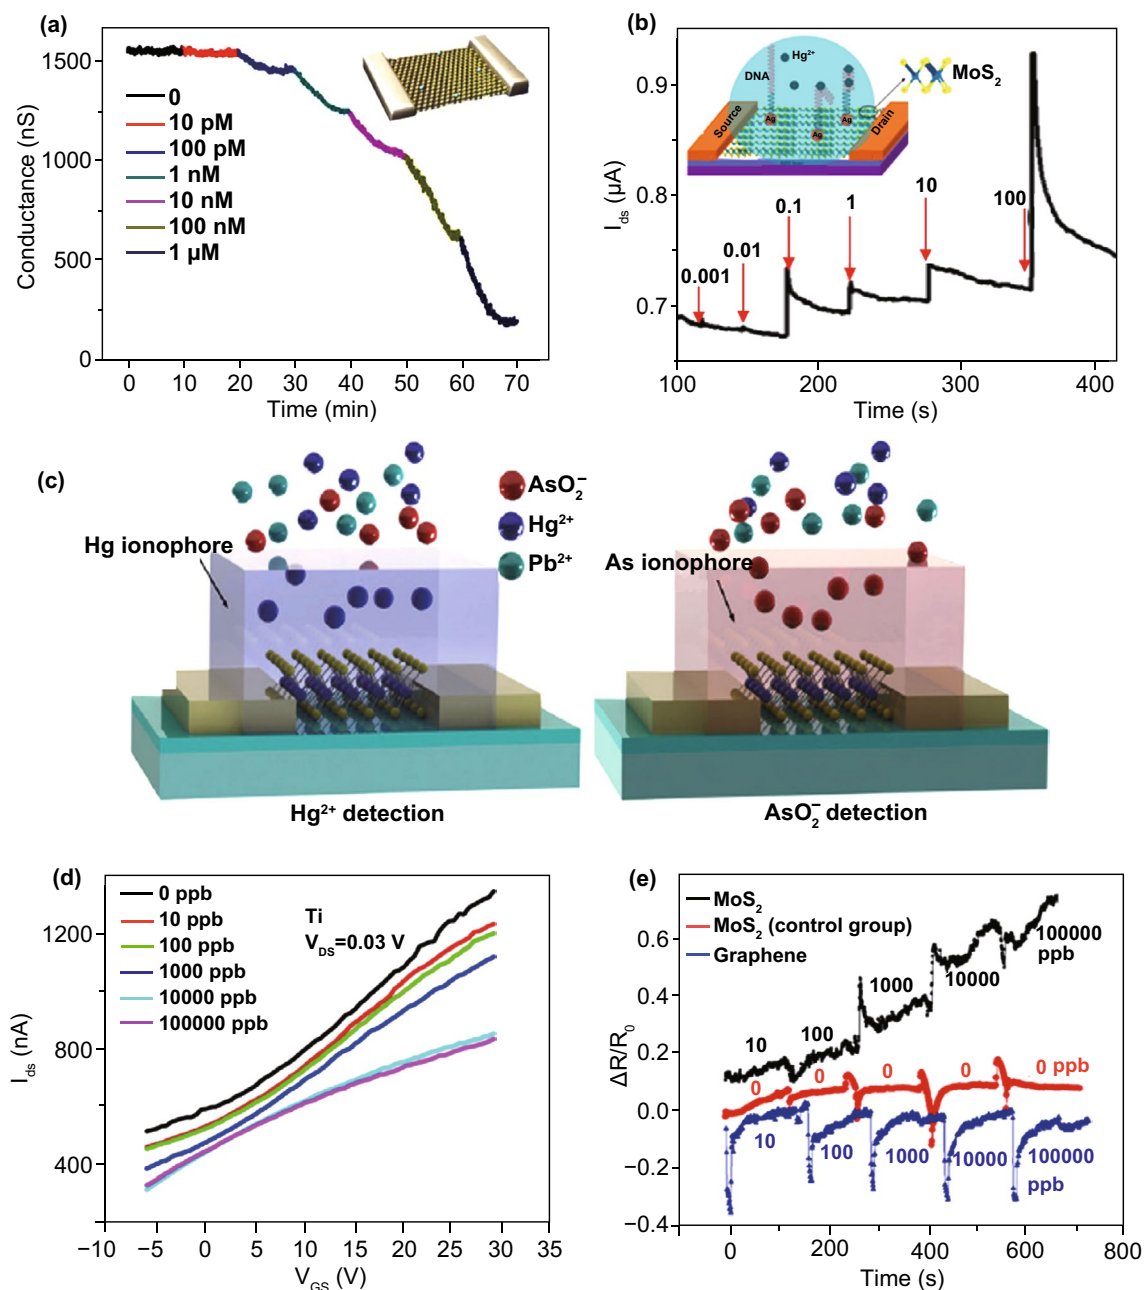 (a)
1500
1000
500
0
Conductance (nS)
0
10 pM
100 pM
1 nM
10 nM
100 nM
1 µM
0 10 20 30 40 50 60 70
Time (min)
(b)
0.9
0.8
0.7
I_ds (µA)
Hg²⁺
DNA
MoS₂
Source
Drain
Ag
Ag
Ag
0.001
0.01
0.1
1
10
100
100 200 300 400
Time (s)
(c)
AsO₂⁻
Hg²⁺
Pb²⁺
Hg ionophore
As ionophore
Hg²⁺ detection
AsO₂⁻ detection
(d)
0 ppb
10 ppb
100 ppb
1000 ppb
10000 ppb
100000 ppb
Ti
V_DS=0.03 V
1200
800
400
I_ds (nA)
−10 −5 0 5 10 15 20 25 30 35
V_GS (V)
(e)
MoS₂
MoS₂ (control group)
Graphene
0.6
0.4
0.2
0.0
−0.2
−0.4
ΔR/R₀
10
100
1000
10000
100000
ppb
0 0 0 0 0 ppb
10
100
1000
10000
100000
ppb
0 200 400 600 800
Time (s)